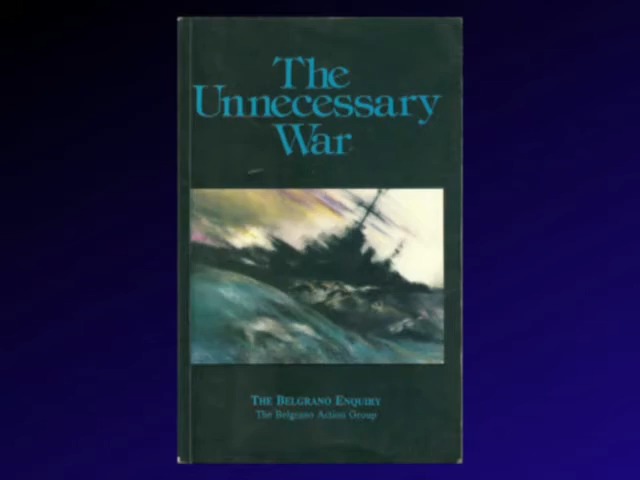 The
Unnecessary
War
THE BELGRANO ENQUIRY
The Belgrano Action Group